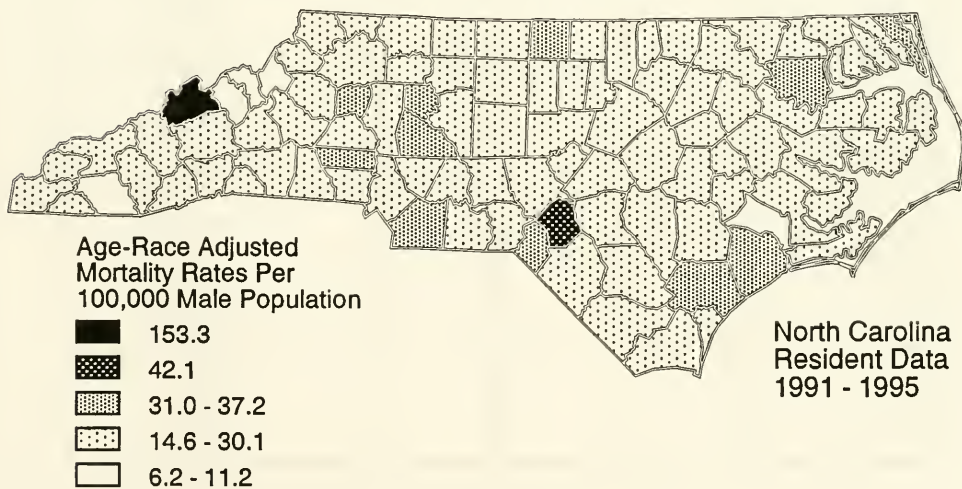 Age-Race Adjusted
Mortality Rates Per
100,000 Male Population
153.3
42.1
31.0 - 37.2
14.6 - 30.1
6.2 - 11.2
North Carolina
Resident Data
1991 - 1995